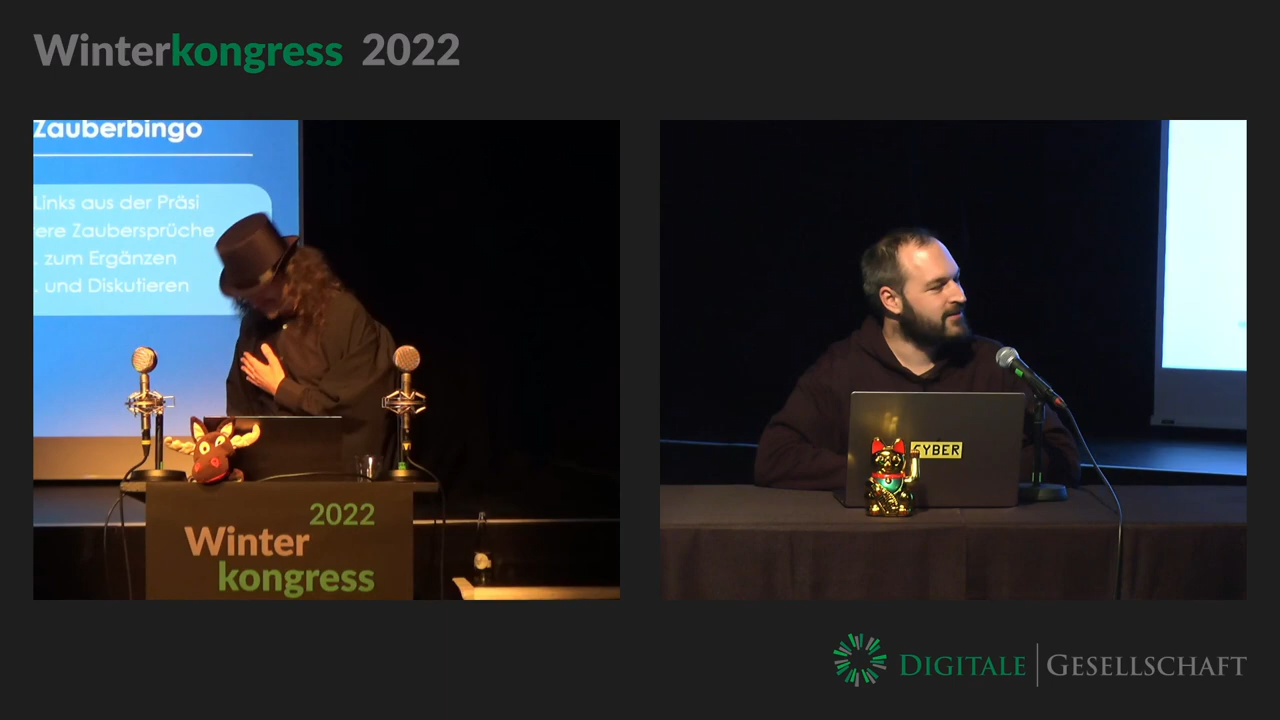 Winterkongress 2022
Zauberbingo
Links aus der Präsi
ere Zaubersprüche
. zum Ergänzen
. und Diskutieren
2022
Winter
kongress
CYBER
DIGITALE GESELLSCHAFT